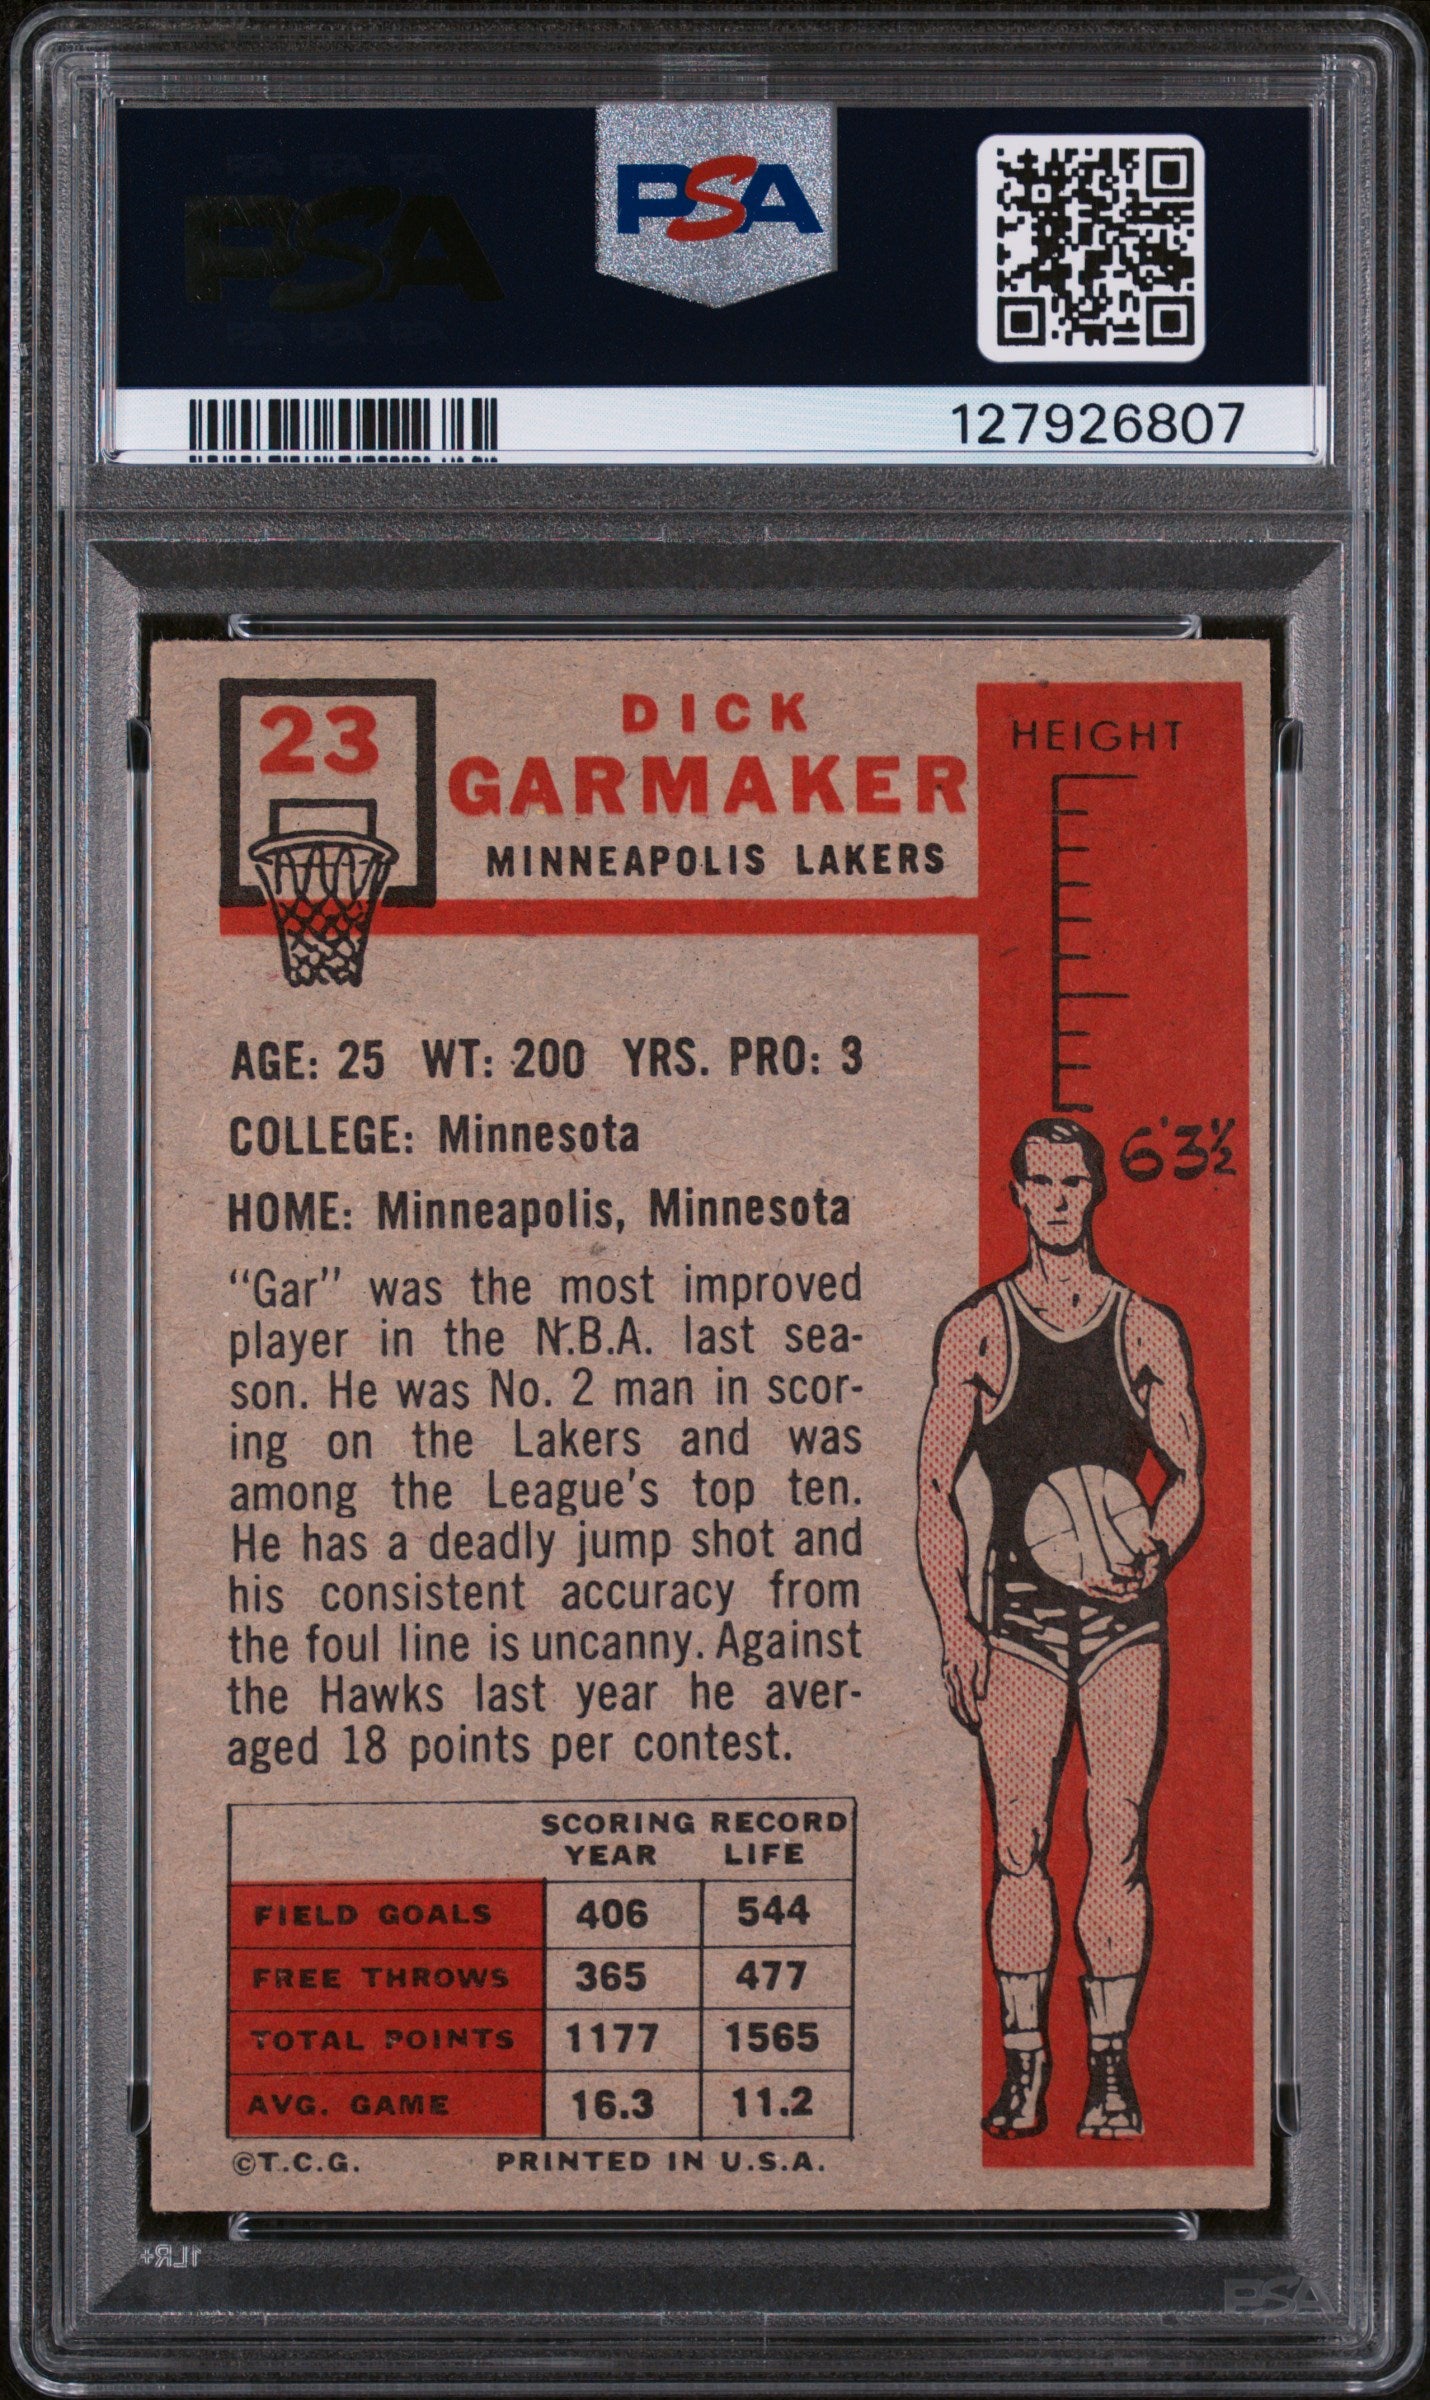 PSA
PSA
127926807
23
DICK
GARMAKER
MINNEAPOLIS LAKERS
HEIGHT
6'3½
AGE: 25 WT: 200 YRS. PRO: 3
COLLEGE: Minnesota
HOME: Minneapolis, Minnesota
"Gar" was the most improved
player in the N.B.A. last sea-
son. He was No. 2 man in scor-
ing on the Lakers and was
among the League's top ten.
He has a deadly jump shot and
his consistent accuracy from
the foul line is uncanny. Against
the Hawks last year he aver-
aged 18 points per contest.
SCORING RECORD
YEAR LIFE
FIELD GOALS 406 544
FREE THROWS 365 477
TOTAL POINTS 1177 1565
AVG. GAME 16.3 11.2
©T.C.G. PRINTED IN U.S.A.
1LR+
PSA